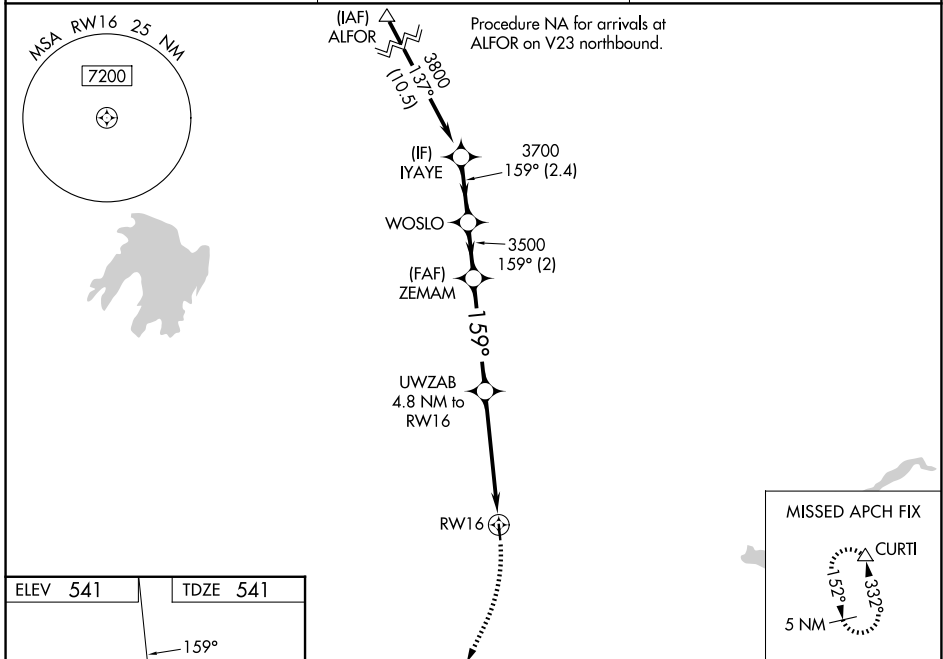 MSA RW16 25 NM
7200
(IAF)
ALFOR
Procedure NA for arrivals at
ALFOR on V23 northbound.
3800
137°
(10.5)
(IF)
IYAYE
3700
159° (2.4)
WOSLO
3500
159° (2)
(FAF)
ZEMAM
159°
UWZAB
4.8 NM to
RW16
RW16
MISSED APCH FIX
CURTI
152°
332°
5 NM
ELEV 541
TDZE 541
159°